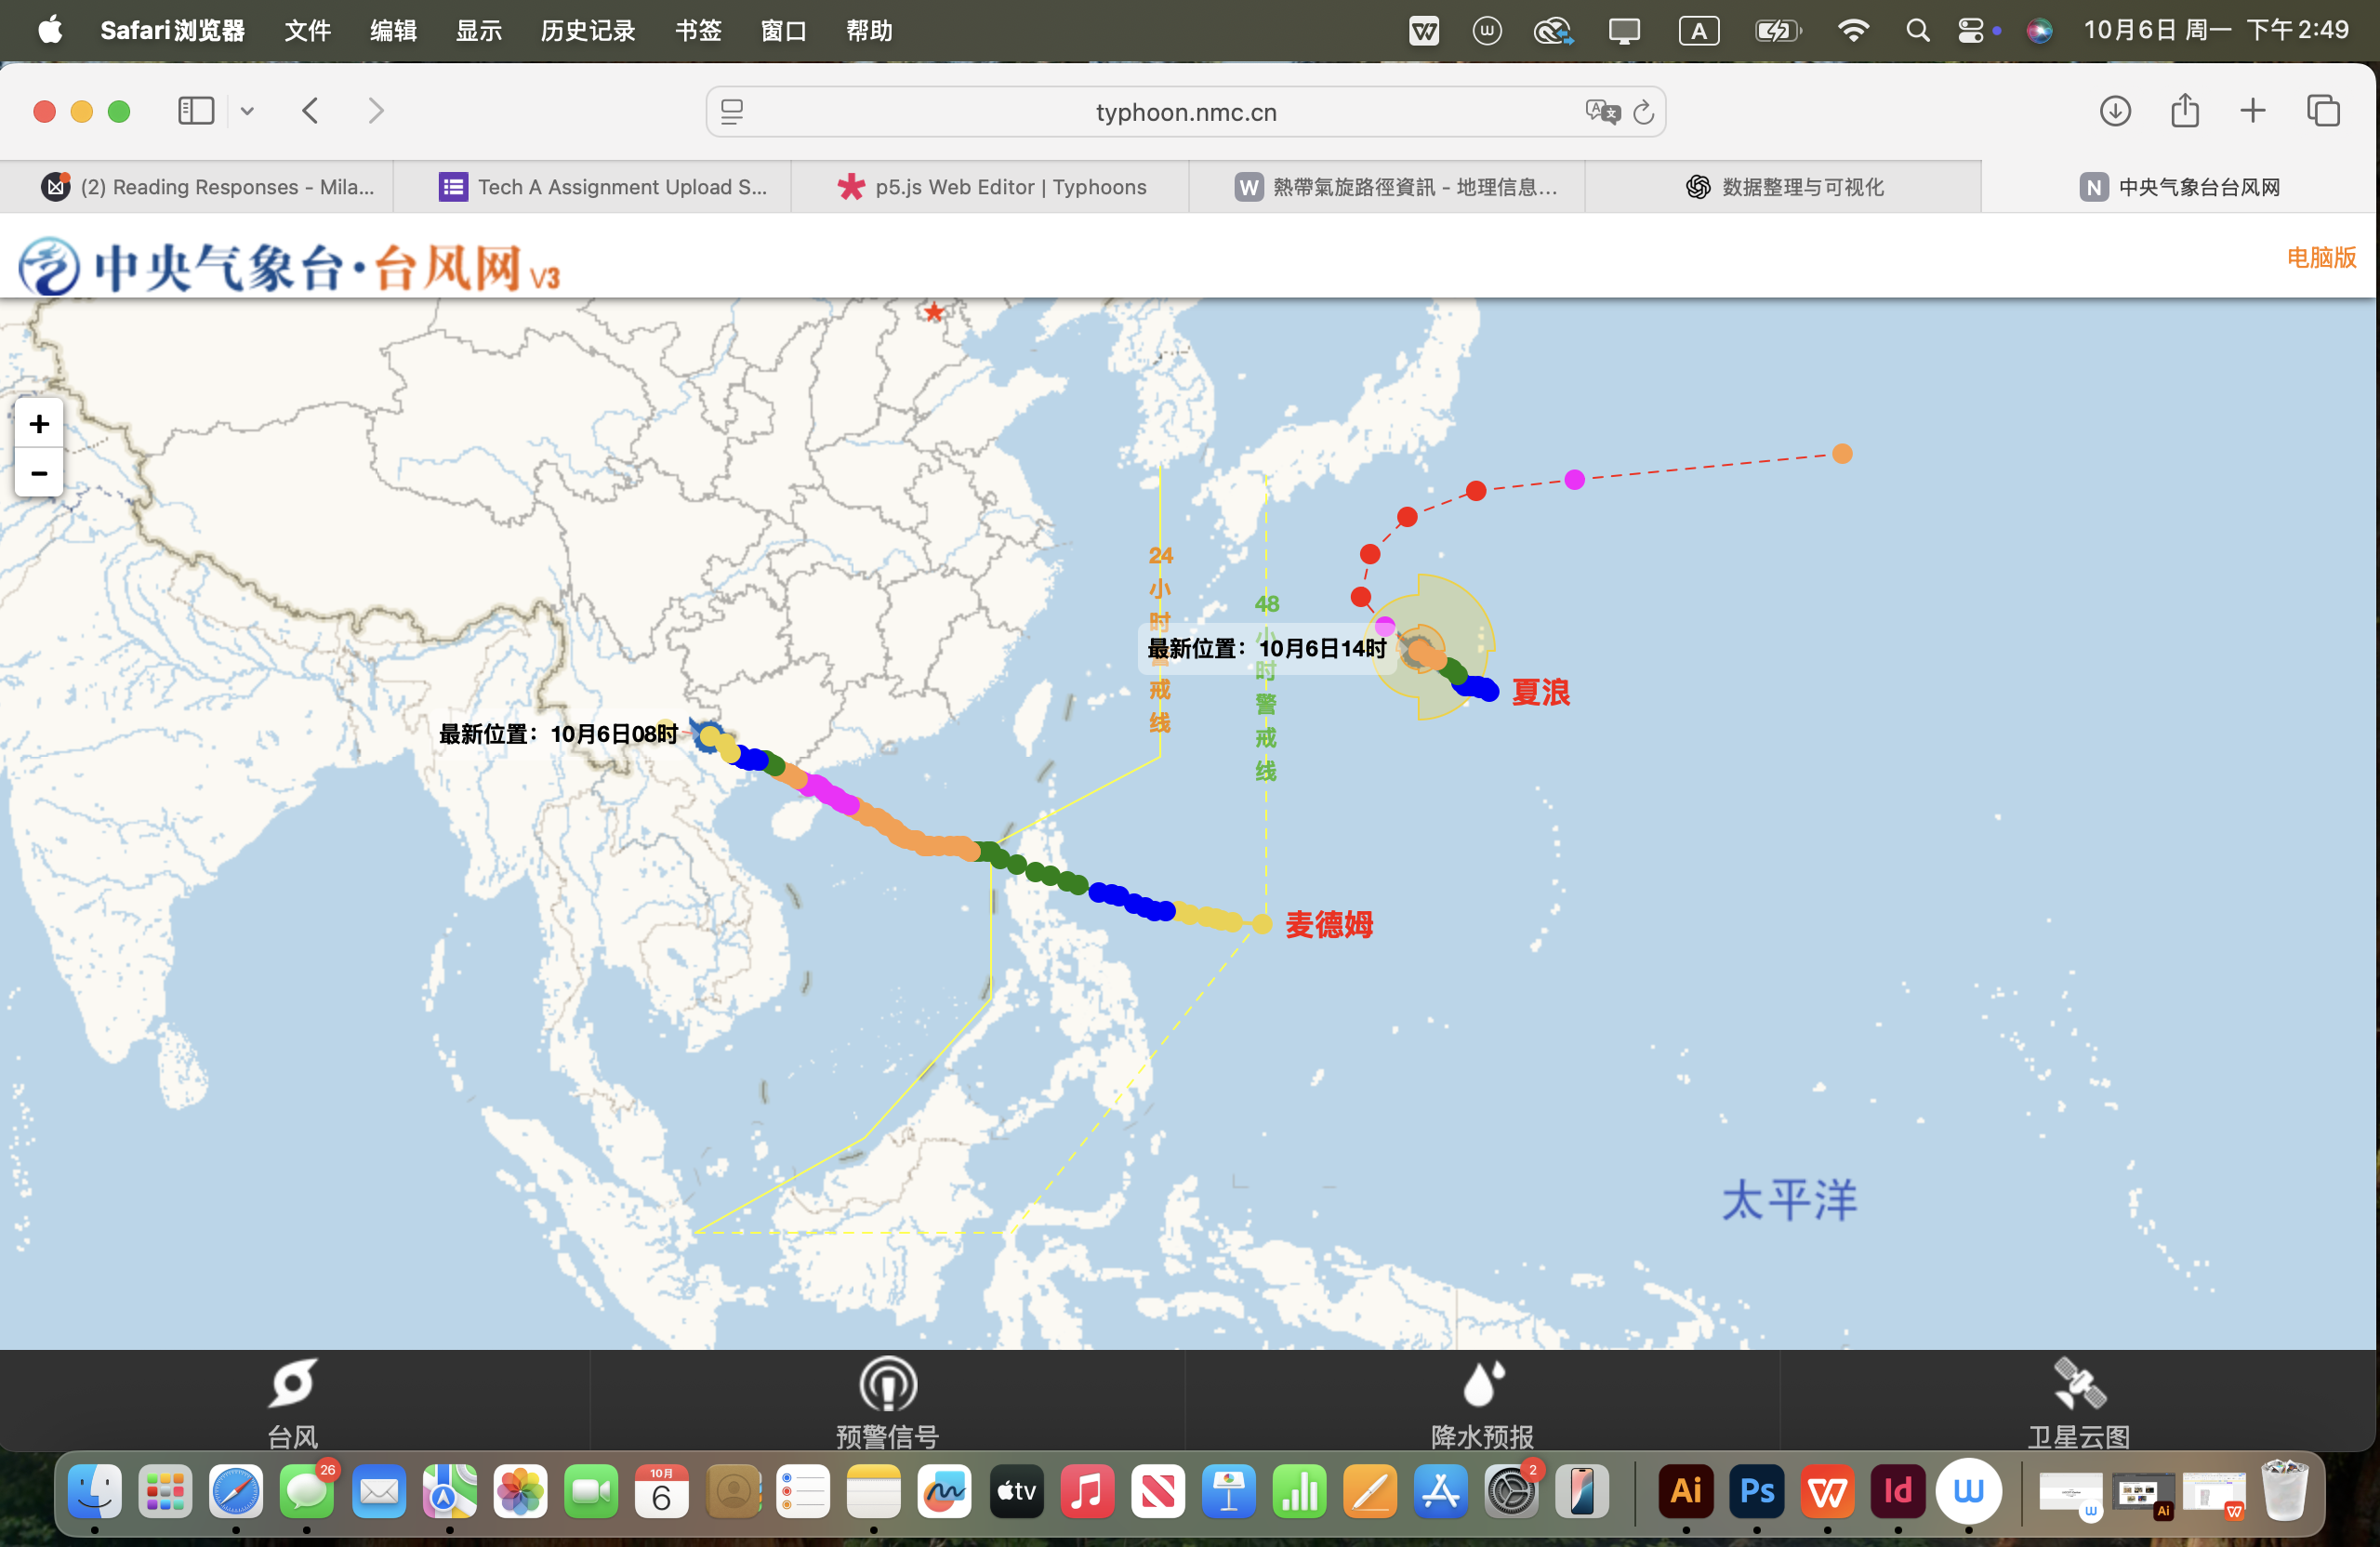 Safari浏览器 文件 编辑 显示 历史记录 书签 窗口 帮助 A 10月6日 周一 下午2:49
typhoon.nmc.cn
(2) Reading Responses - Mila... Tech A Assignment Upload S... p5.js Web Editor | Typhoons W 熱帶氣旋路徑資訊 - 地理信息... 数据整理与可视化 N 中央气象台台风网
中央气象台·台风网V3 电脑版
+
-
24小时警戒线
48小时警戒线
最新位置：10月6日14时
夏浪
最新位置：10月6日08时
麦德姆
太平洋
台风 预警信号 降水预报 卫星云图
26 10月 6 tv 2 Ai Ps Id W